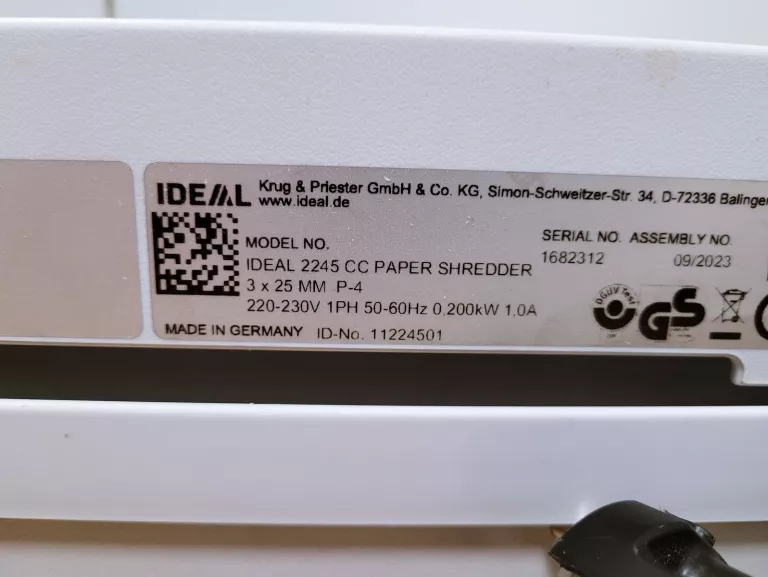 IDEAL
Krug & Priester GmbH & Co. KG, Simon-Schweitzer-Str. 34, D-72336 Balingen
www.ideal.de
MODEL NO.
SERIAL NO. ASSEMBLY NO.
IDEAL 2245 CC PAPER SHREDDER
1682312 09/2023
3 x 25 MM P-4
220-230V 1PH 50-60Hz 0,200kW 1,0A
MADE IN GERMANY ID-No. 11224501
DGUV Test
GS